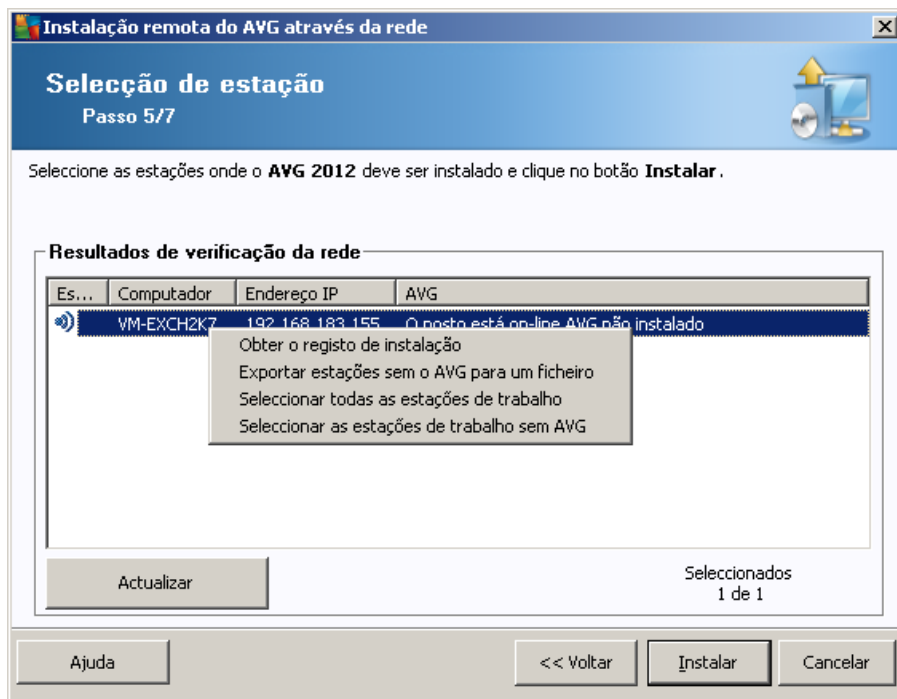 Instalação remota do AVG através da rede
Selecção de estação
Passo 5/7
Seleccione as estações onde o AVG 2012 deve ser instalado e clique no botão Instalar.
Resultados de verificação da rede
Es... Computador Endereço IP AVG
VM-EXCH2K7 192.168.183.155 O posto está on-line AVG não instalado
Obter o registo de instalação
Exportar estações sem o AVG para um ficheiro
Seleccionar todas as estações de trabalho
Seleccionar as estações de trabalho sem AVG
Actualizar
Seleccionados
1 de 1
Ajuda << Voltar Instalar Cancelar